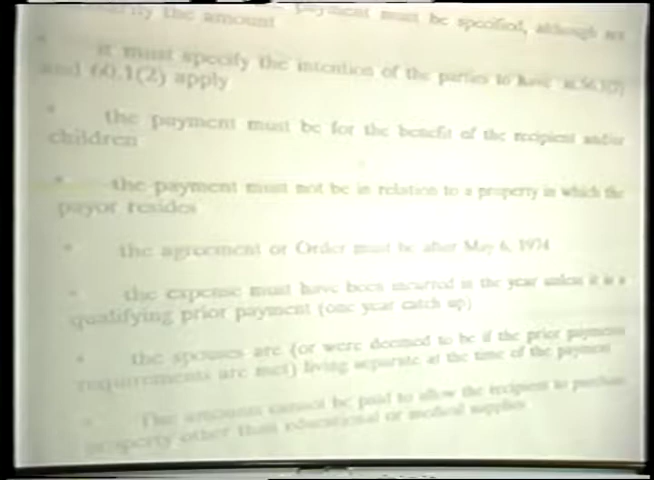 the amount payment must be specified, although
• it must specify the intention of the parties to have
and 60.1(2) apply
• the payment must be for the benefit of the recipient and/or
children
• the payment must not be in relation to a property in which the
payor resides
• the agreement or Order must be after May 6, 1974
• the expense must have been incurred in the year unless it is a
qualifying prior payment (one year catch up)
• the spouses are (or were deemed to be if the prior payment
requirements are met) living separate at the time of the payment
• The amounts cannot be paid to allow the recipient to purchase
property other than educational or medical supplies